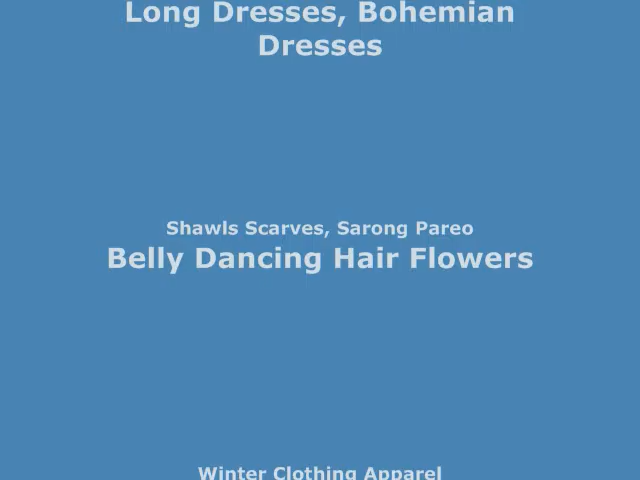 Long Dresses, Bohemian
Dresses
Shawls Scarves, Sarong Pareo
Belly Dancing Hair Flowers
Winter Clothing Apparel